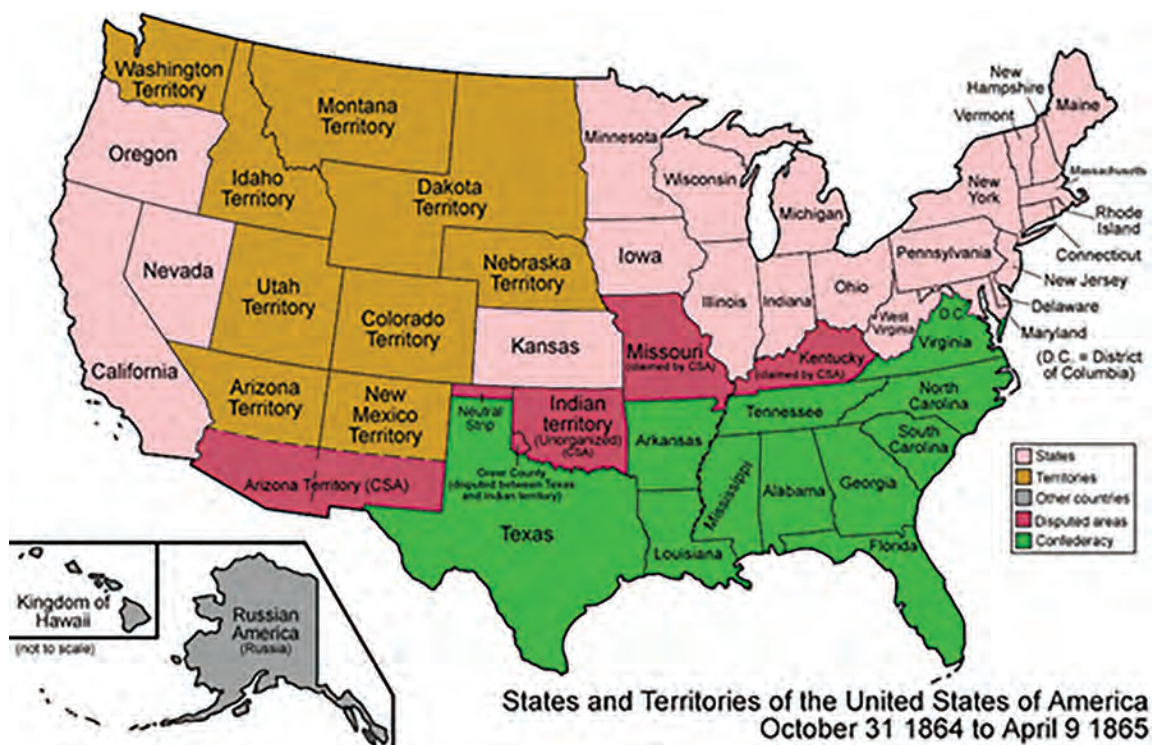 Washington
Territory
Montana
Territory
Oregon
Idaho
Territory
Dakota
Territory
Minnesota
Wisconsin
Michigan
New
Hampshire
Vermont
Maine
Massachusetts
New
York
Rhode
Island
Connecticut
Pennsylvania
New Jersey
Delaware
Maryland
(D.C. = District
of Columbia)
Nevada
Utah
Territory
Nebraska
Territory
Iowa
Illinois
Indiana
Ohio
West
Virginia
D.C.
Virginia
California
Colorado
Territory
Kansas
Missouri
(claimed by CSA)
Kentucky
(claimed by CSA)
Arizona
Territory
New
Mexico
Territory
Neutral
Strip
Indian
territory
(Unorganized)
(CSA)
Arkansas
Tennessee
North
Carolina
South
Carolina
Arizona Territory (CSA)
Greer County
(disputed between Texas
and Indian territory)
Texas
Louisiana
Mississippi
Alabama
Georgia
Florida
States
Territories
Other countries
Disputed areas
Confederacy
Kingdom of
Hawaii
(not to scale)
Russian
America
(Russia)
States and Territories of the United States of America
October 31 1864 to April 9 1865